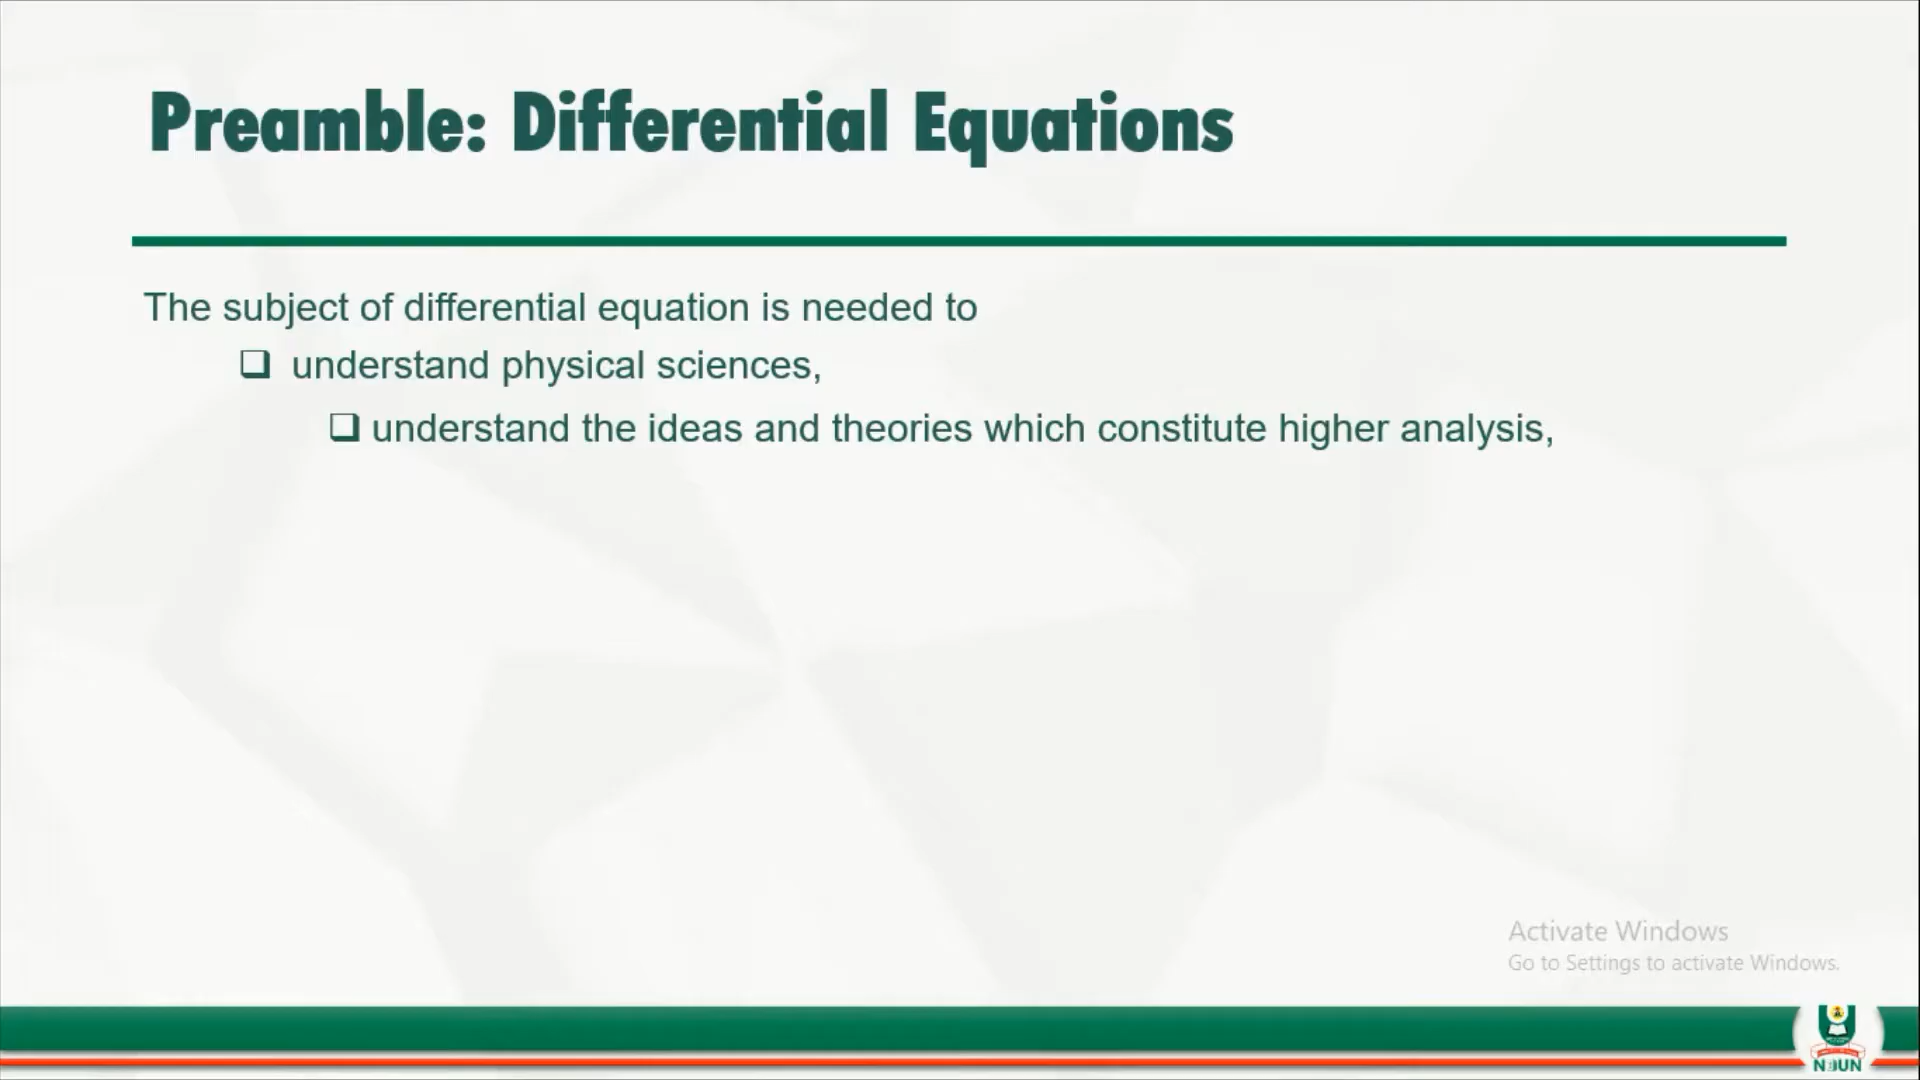 Preamble: Differential Equations
The subject of differential equation is needed to
❑ understand physical sciences,
❑ understand the ideas and theories which constitute higher analysis,
Activate Windows
Go to Settings to activate Windows.
NOUN